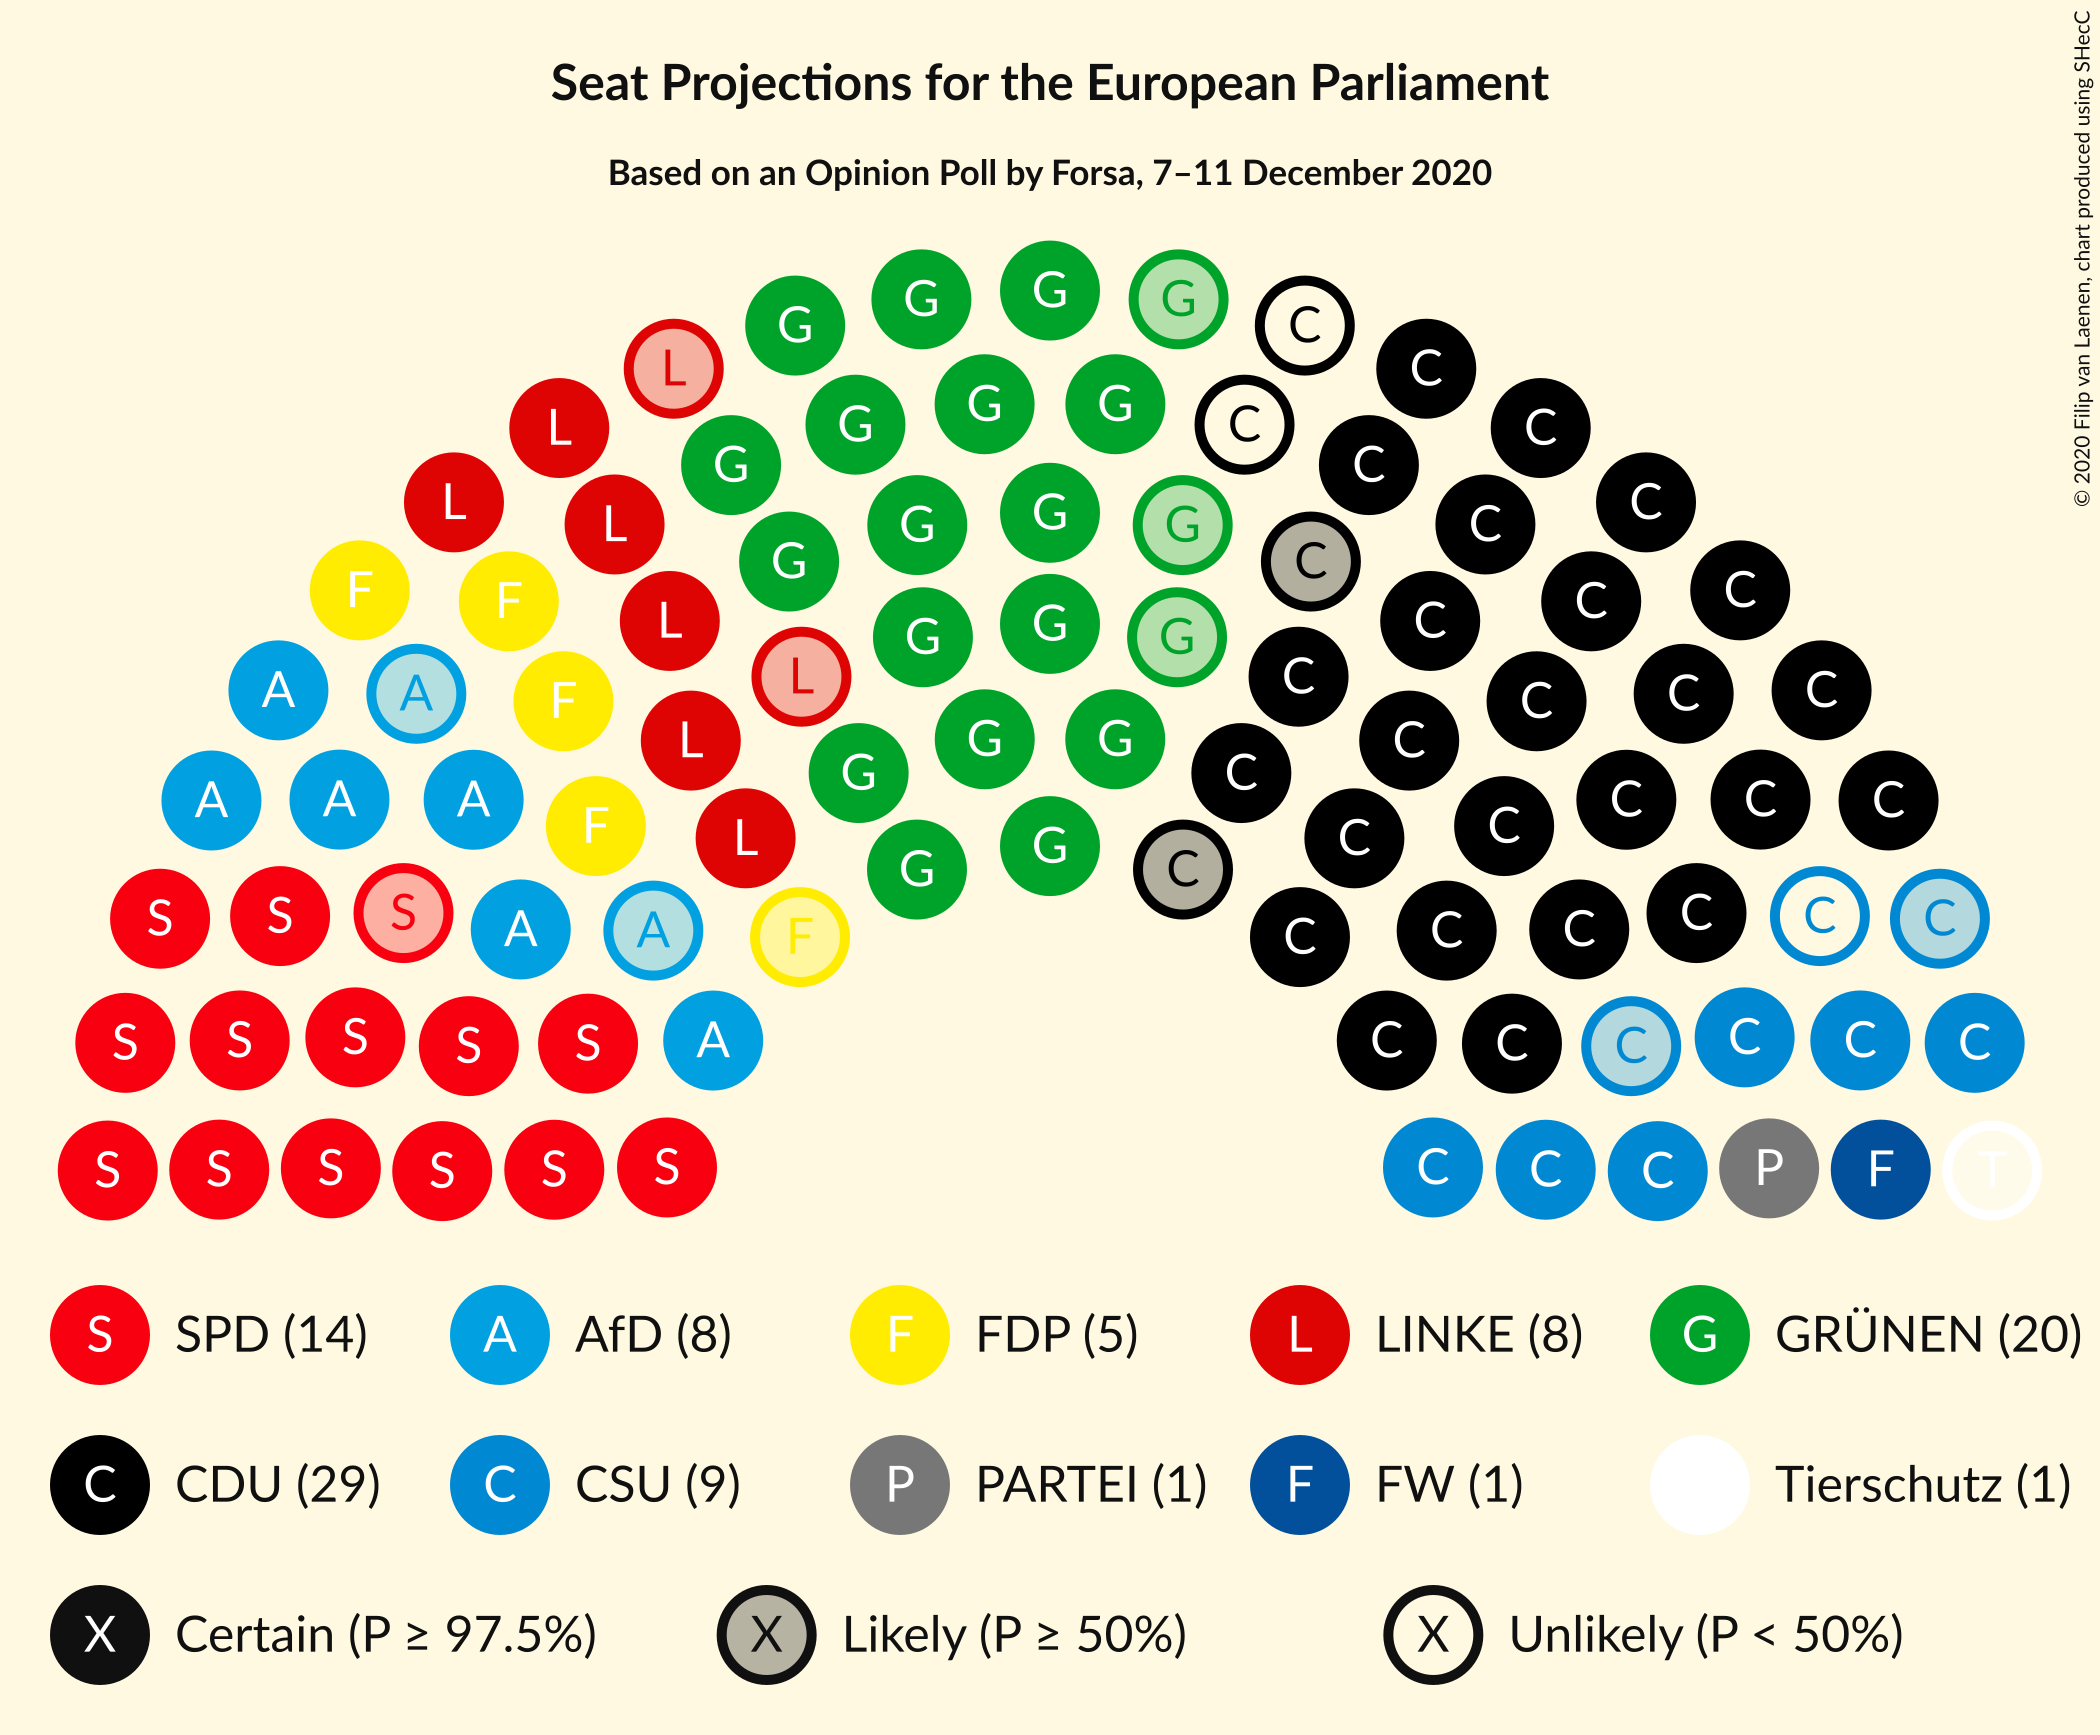 Seat Projections for the European Parliament
Based on an Opinion Poll by Forsa, 7–11 December 2020
© 2020 Filip van Laenen, chart produced using SHecC
G G G G C
L G G G G C C
L L G G G G C C C
L L G G G G C C C
F F L L G G G C C C C
A A F L G G G C C C C C
A A A F L G G C C C C C C
S S S A A F C C C C C C
S S S S S A C C C C C C
S S S S S S C C C P F T
S SPD (14) A AfD (8) F FDP (5) L LINKE (8) G GRÜNEN (20)
C CDU (29) C CSU (9) P PARTEI (1) F FW (1) Tierschutz (1)
X Certain (P ≥ 97.5%) X Likely (P ≥ 50%) X Unlikely (P < 50%)